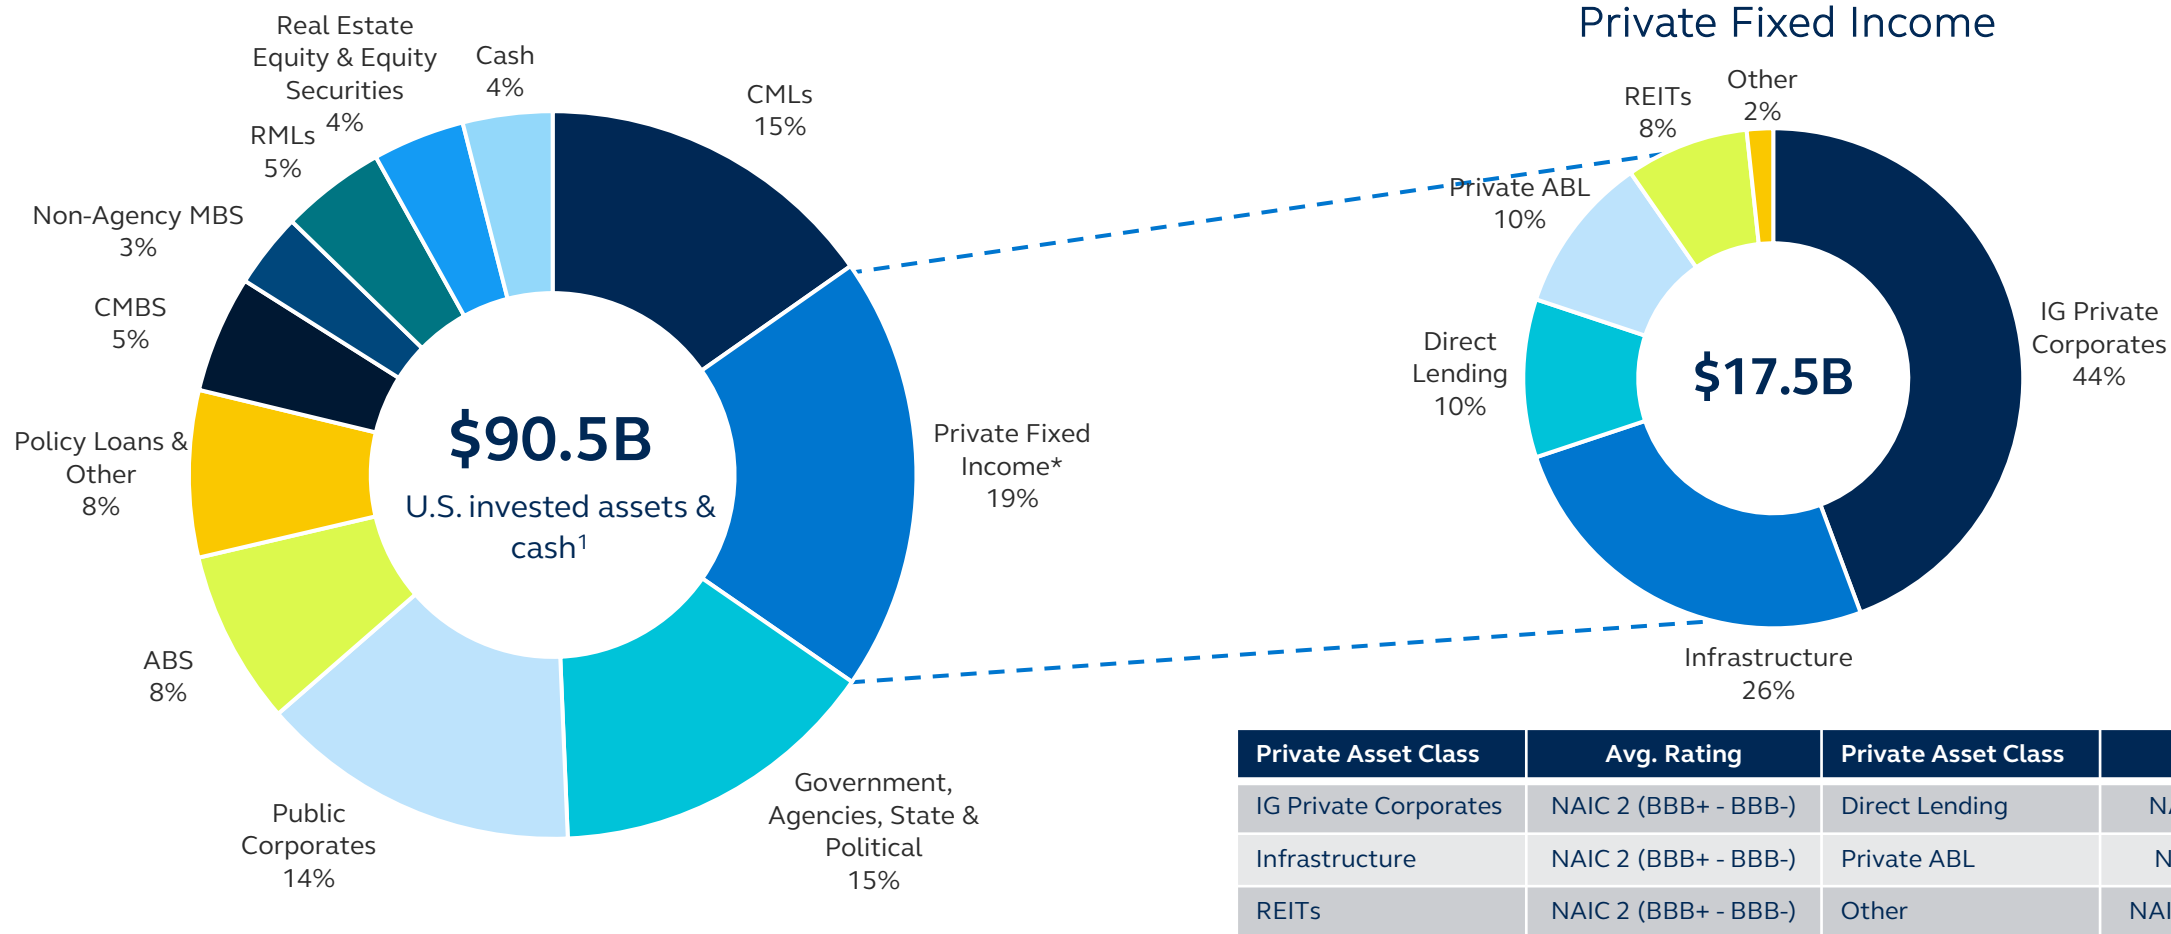 Real Estate
Equity & Equity
Securities
4%
Cash
4%
CMLs
15%
RMLs
5%
Non-Agency MBS
3%
CMBS
5%
Policy Loans &
Other
8%
ABS
8%
Public
Corporates
14%
Government,
Agencies, State &
Political
15%
Private Fixed
Income*
19%
$90.5B
U.S. invested assets &
cash¹
Private Fixed Income
REITs
8%
Other
2%
Private ABL
10%
Direct
Lending
10%
IG Private
Corporates
44%
$17.5B
Infrastructure
26%
Private Asset Class Avg. Rating Private Asset Class
IG Private Corporates NAIC 2 (BBB+ - BBB-) Direct Lending
Infrastructure NAIC 2 (BBB+ - BBB-) Private ABL
REITs NAIC 2 (BBB+ - BBB-) Other